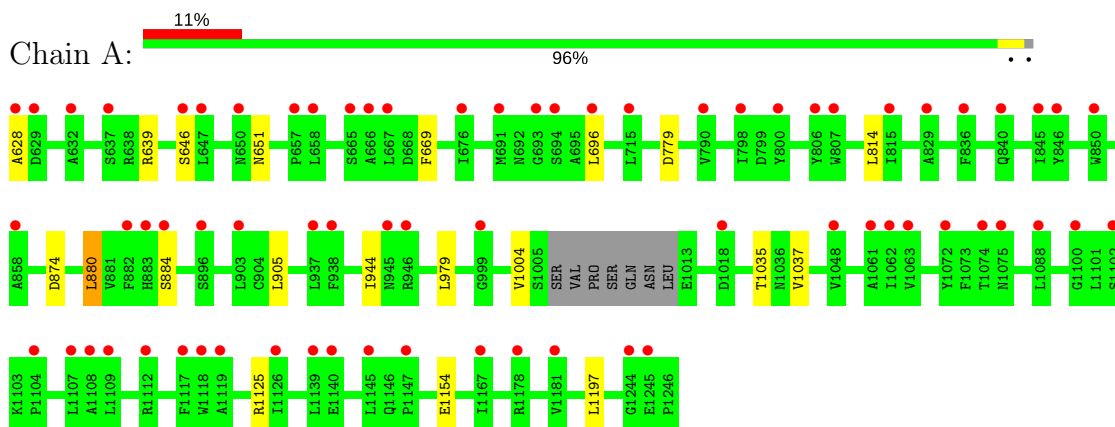 11%
Chain A:
96%
A628 D629 A632 S637 R638 R639 S646 L647 N650 N651 P657 L658 S665 A666 L667 D668 F669 I676 M691 N692 G693 S694 A695 L696 L715 D779 V790 I798 D799 Y800 Y806 W807 L814 I815 A829 F836 Q840 I845 Y846 W850
A858 D874 L880 V881 F882 H883 S884 S896 L903 C904 L905 L937 F938 I944 N945 R946 L979 G999 V1004 S1005 SER VAL PRO SER GLN ASN LEU E1013 D1018 T1035 N1036 V1037 V1048 A1061 I1062 V1063 Y1072 F1073 T1074 N1075 L1088 G1100 L1101 S1102
K1103 P1104 L1107 A1108 L1109 R1112 F1117 W1118 A1119 R1125 I1126 L1139 E1140 L1145 Q1146 P1147 E1154 I1167 R1178 V1181 L1197 G1244 E1245 P1246